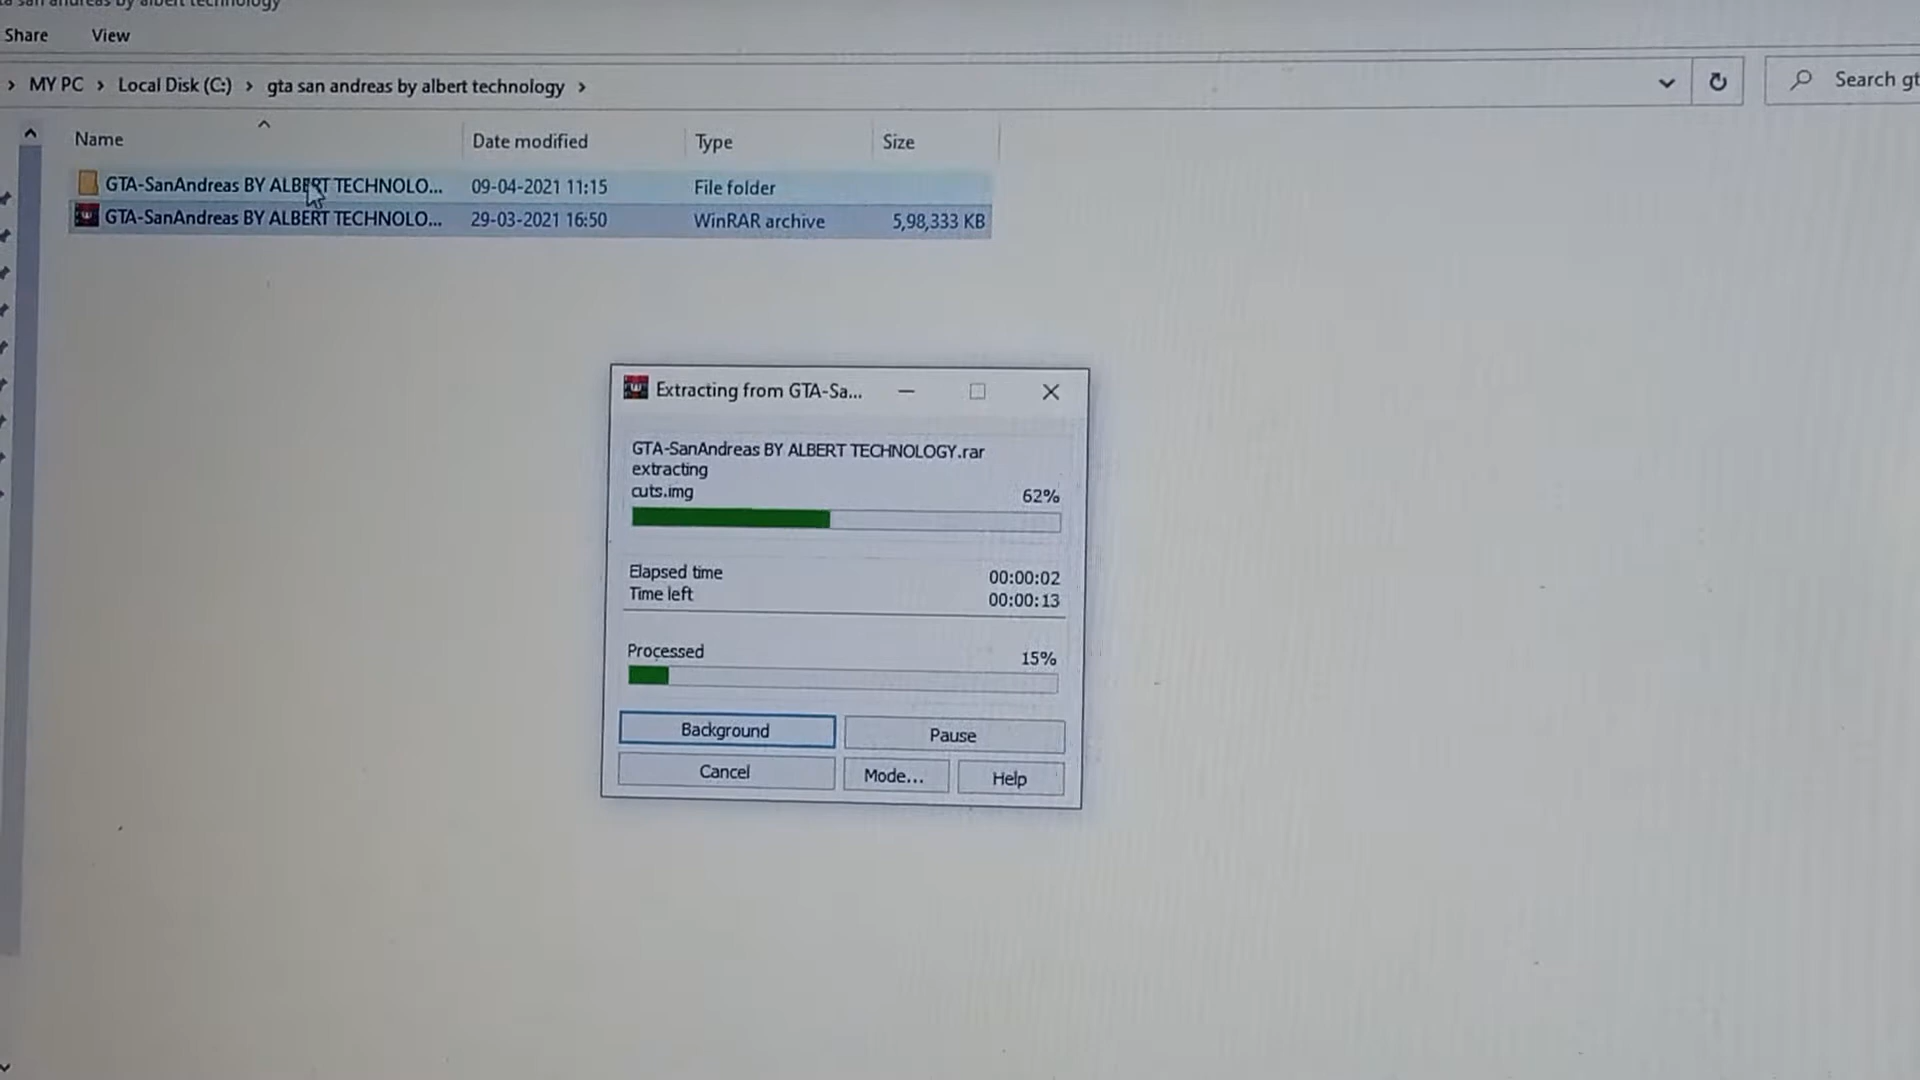 Share View
MY PC > Local Disk (C:) > gta san andreas by albert technology >
Search gt
Name Date modified Type Size
GTA-SanAndreas BY ALBERT TECHNOLO... 09-04-2021 11:15 File folder
GTA-SanAndreas BY ALBERT TECHNOLO... 29-03-2021 16:50 WinRAR archive 5,98,333 KB
Extracting from GTA-Sa...
GTA-SanAndreas BY ALBERT TECHNOLOGY.rar
extracting
cuts.img 62%
Elapsed time 00:00:02
Time left 00:00:13
Processed 15%
Background Pause
Cancel Mode... Help